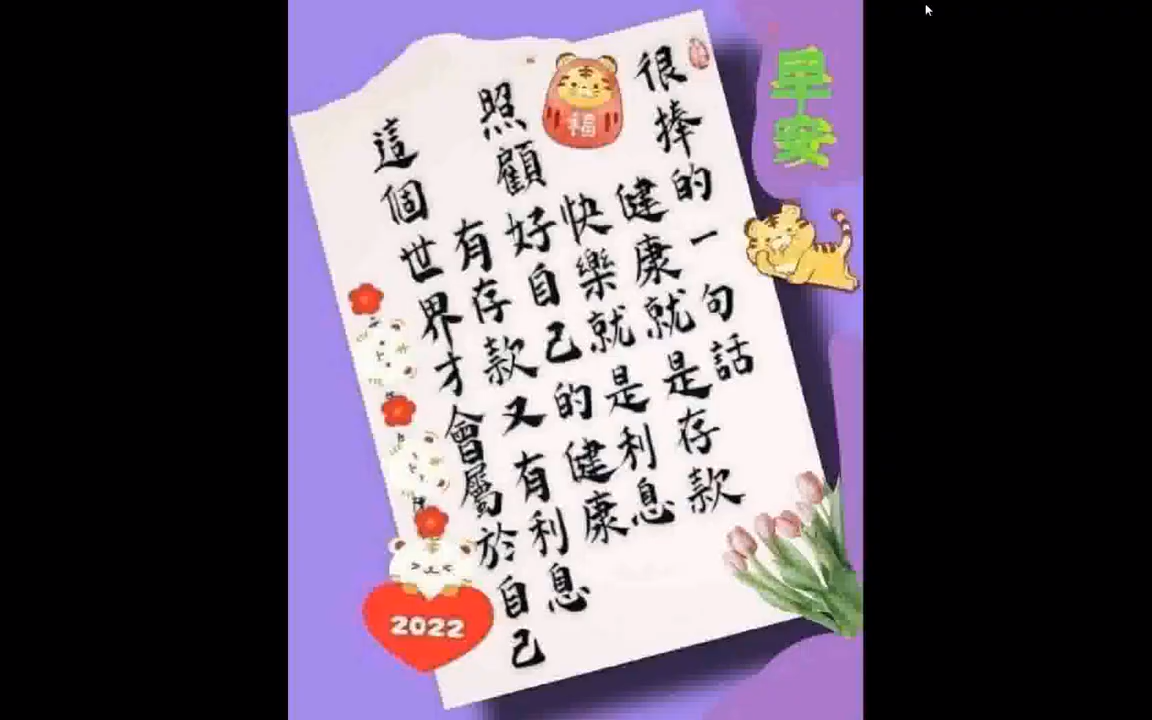 早安
很捧的一句話
健康就是存款
快樂就是利息
照顧好自己的健康
有存款又有利息
這個世界才會屬於自己
福
2022